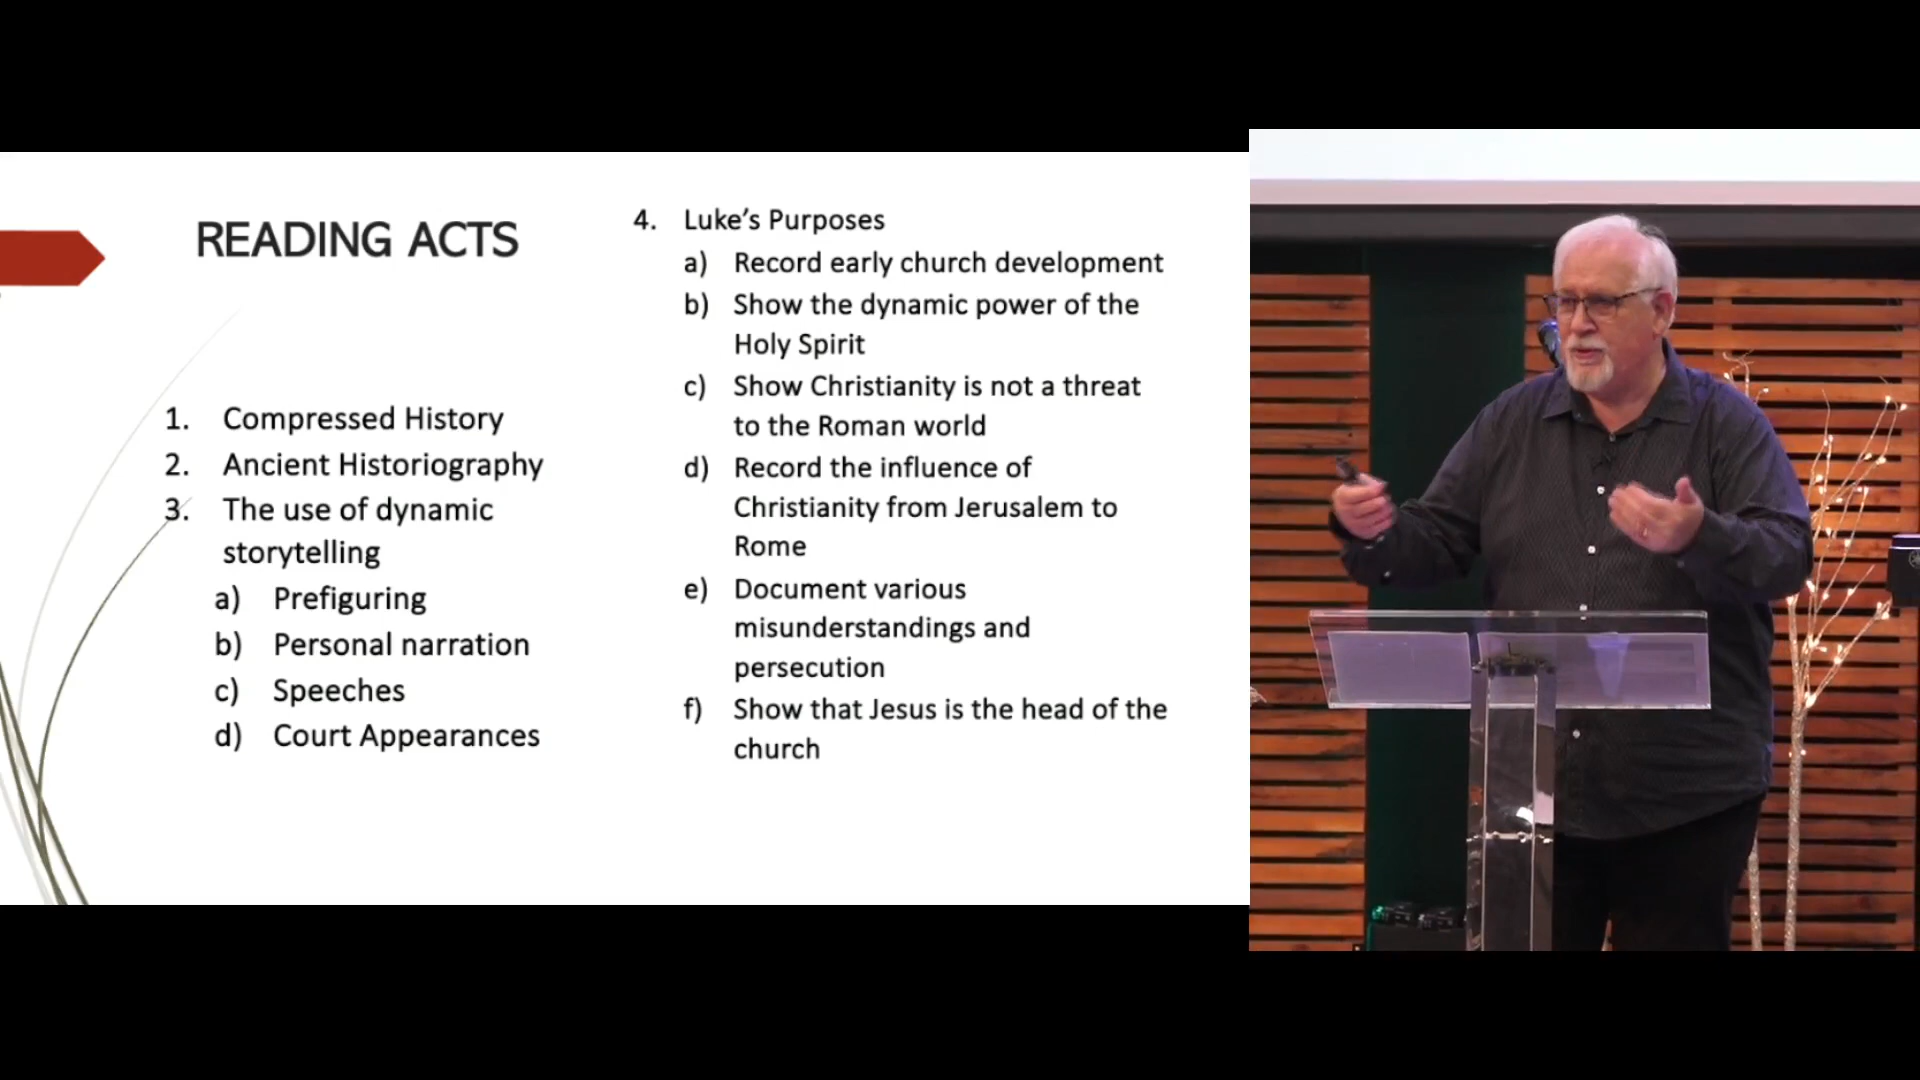 READING ACTS
1. Compressed History
2. Ancient Historiography
3. The use of dynamic
storytelling
a) Prefiguring
b) Personal narration
c) Speeches
d) Court Appearances
4. Luke's Purposes
a) Record early church development
b) Show the dynamic power of the
Holy Spirit
c) Show Christianity is not a threat
to the Roman world
d) Record the influence of
Christianity from Jerusalem to
Rome
e) Document various
misunderstandings and
persecution
f) Show that Jesus is the head of the
church